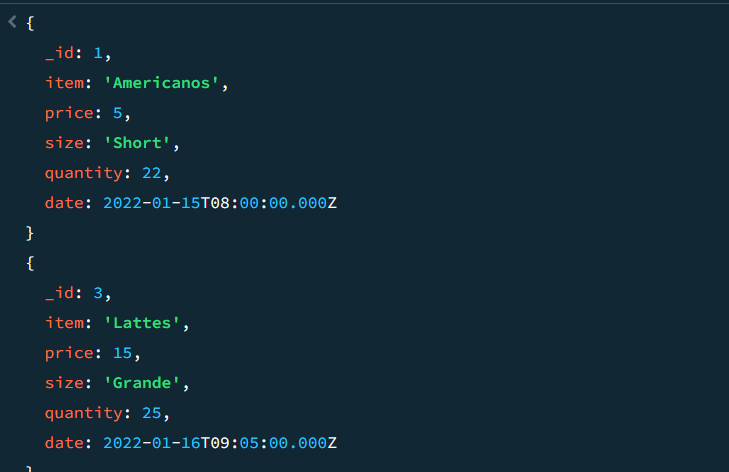 {
_id: 1,
item: 'Americanos',
price: 5,
size: 'Short',
quantity: 22,
date: 2022-01-15T08:00:00.000Z
}
{
_id: 3,
item: 'Lattes',
price: 15,
size: 'Grande',
quantity: 25,
date: 2022-01-16T09:05:00.000Z
}